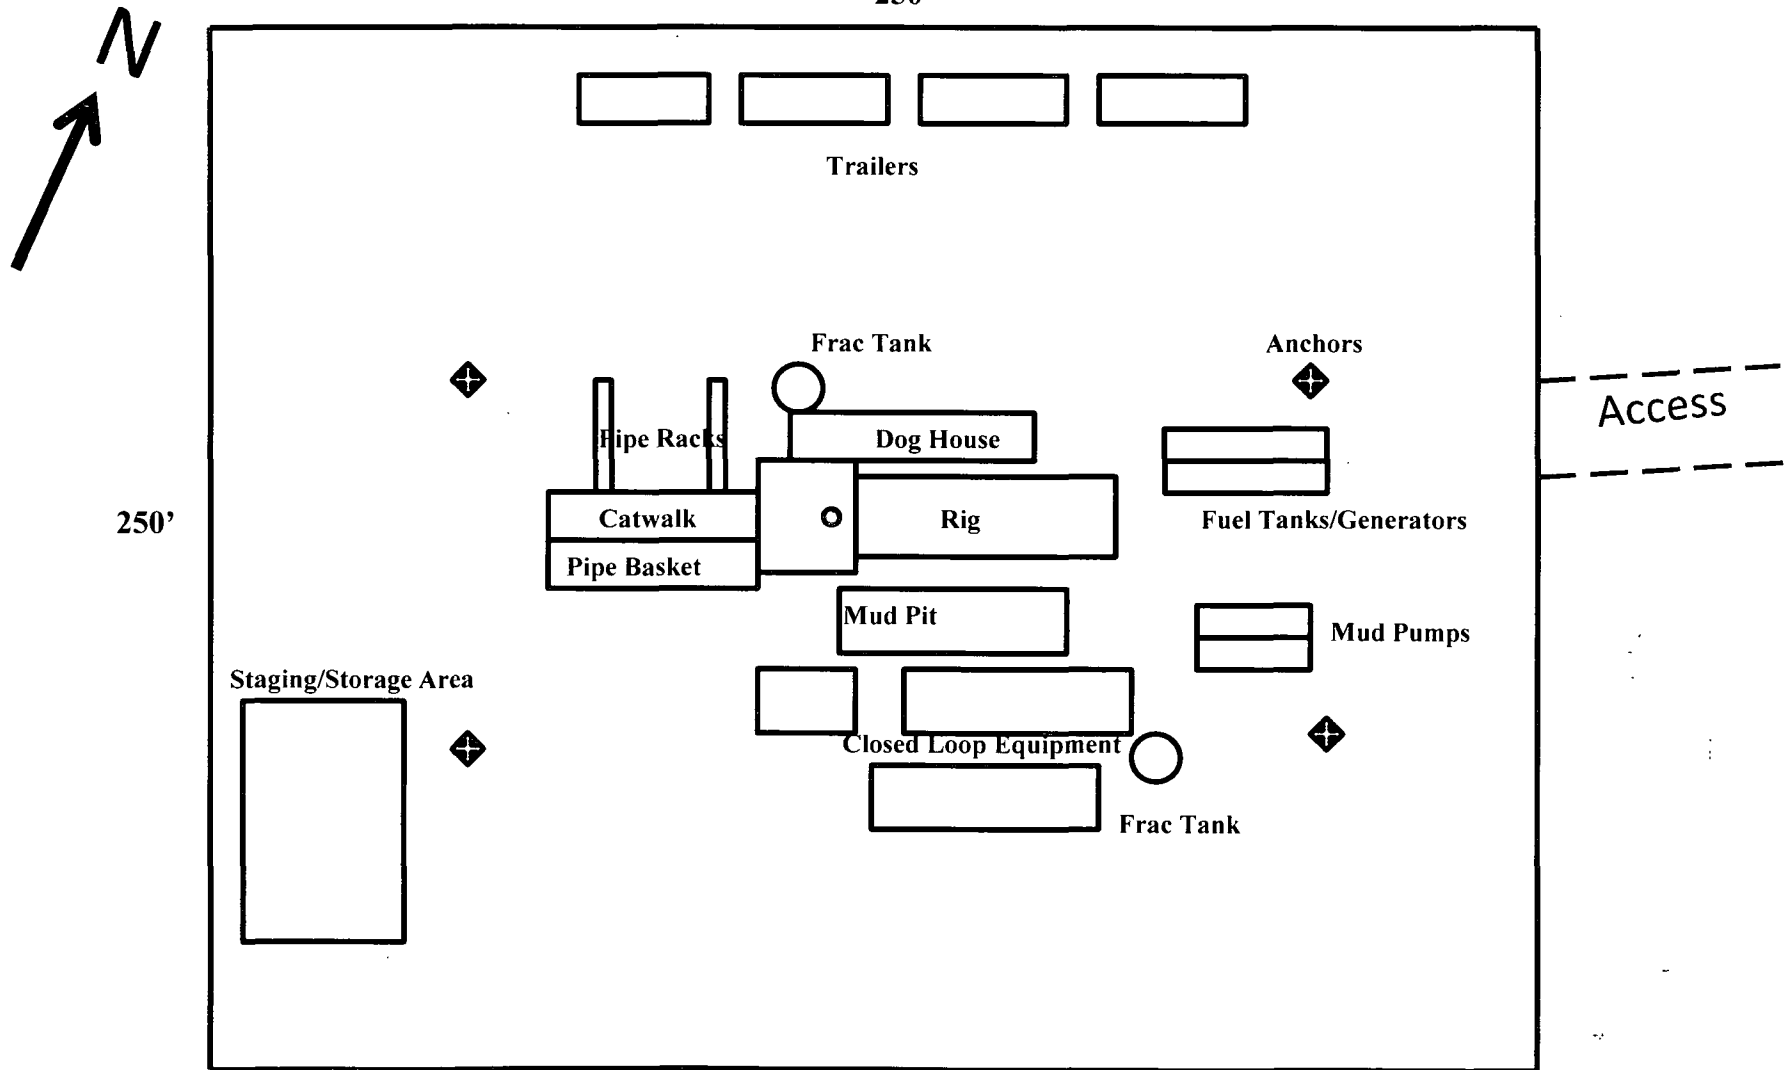 250
N
Trailers
Frac Tank
Anchors
Access
Pipe Racks
Dog House
250’
Catwalk
Rig
Fuel Tanks/Generators
Pipe Basket
Mud Pit
Mud Pumps
Staging/Storage Area
Closed Loop Equipment
Frac Tank